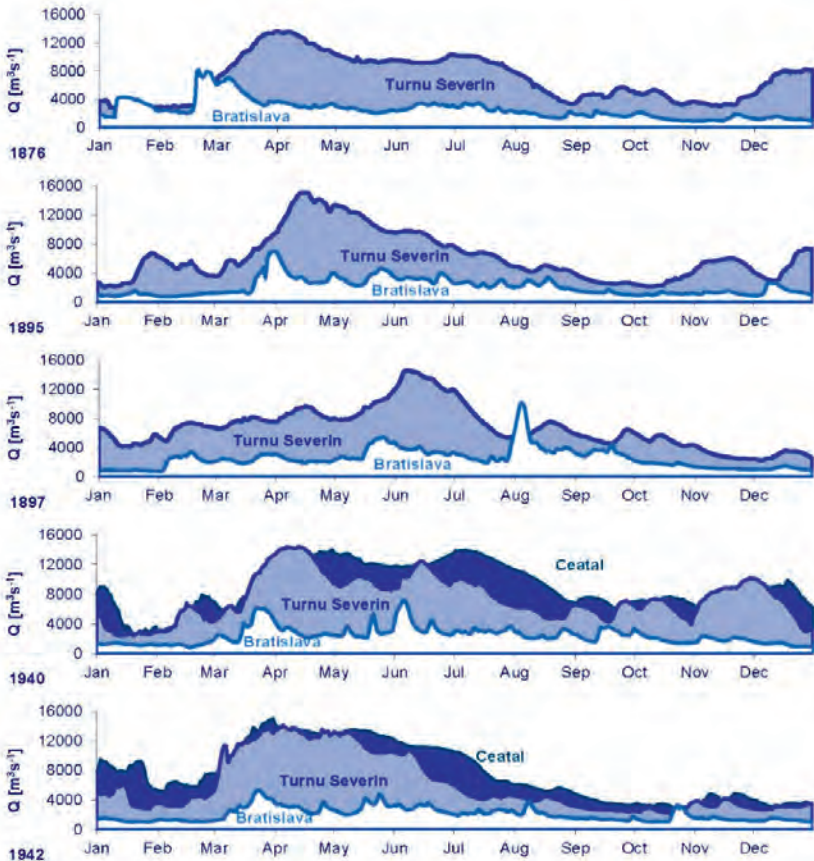 16000
12000
8000
4000
0
Q [m³s⁻¹]
Turnu Severin
Bratislava
Jan Feb Mar Apr May Jun Jul Aug Sep Oct Nov Dec
1876
16000
12000
8000
4000
0
Q [m³s⁻¹]
Turnu Severin
Bratislava
Jan Feb Mar Apr May Jun Jul Aug Sep Oct Nov Dec
1895
16000
12000
8000
4000
0
Q [m³s⁻¹]
Turnu Severin
Bratislava
Jan Feb Mar Apr May Jun Jul Aug Sep Oct Nov Dec
1897
16000
12000
8000
4000
0
Q [m³s⁻¹]
Ceatal
Turnu Severin
Bratislava
Jan Feb Mar Apr May Jun Jul Aug Sep Oct Nov Dec
1940
16000
12000
8000
4000
0
Q [m³s⁻¹]
Ceatal
Turnu Severin
Bratislava
Jan Feb Mar Apr May Jun Jul Aug Sep Oct Nov Dec
1942